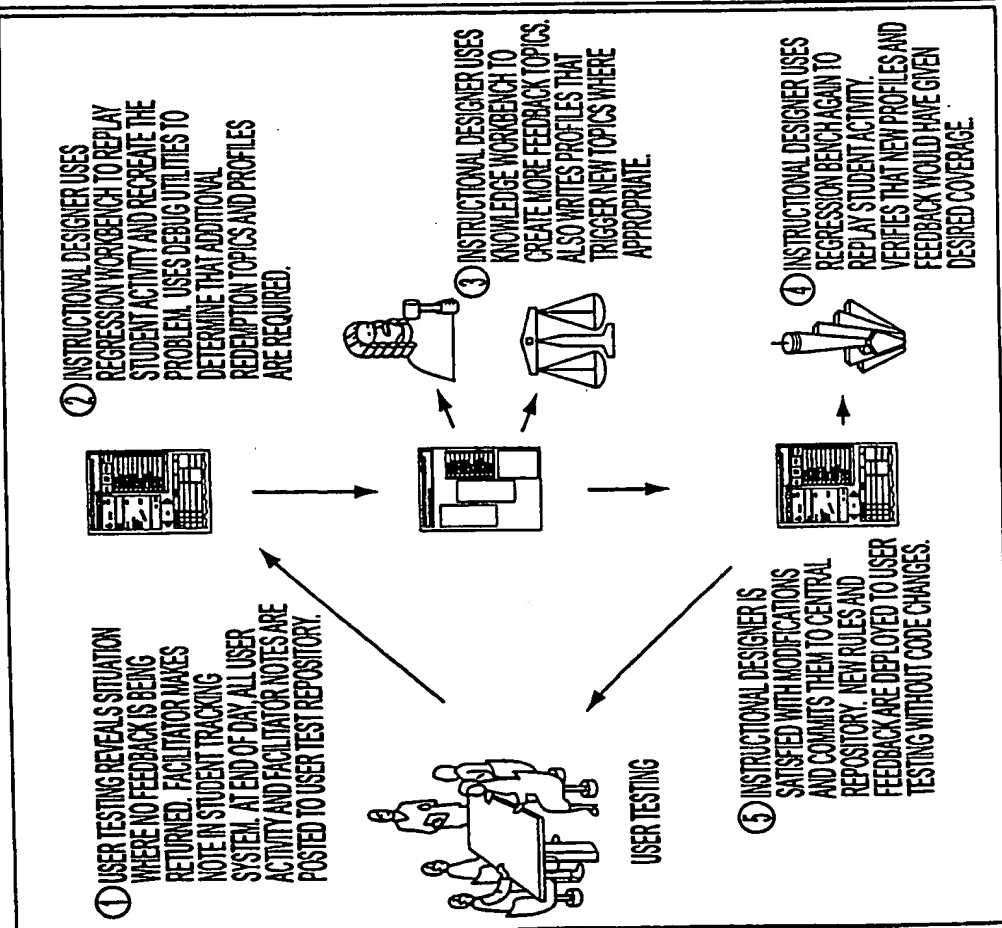 ① USER TESTING REVEALS SITUATION
WHERE NO FEEDBACK IS BEING
RETURNED. FACILITATOR MAKES
NOTE IN STUDENT TRACKING
SYSTEM. AT END OF DAY, ALL USER
ACTIVITY AND FACILITATOR NOTES ARE
POSTED TO USER TEST REPOSITORY.
② INSTRUCTIONAL DESIGNER USES
REGRESSION WORKBENCH TO REPLAY
STUDENT ACTIVITY AND RECREATE THE
PROBLEM. USES DEBUG UTILITIES TO
DETERMINE THAT ADDITIONAL
REDEMPTION TOPICS AND PROFILES
ARE REQUIRED.
③ INSTRUCTIONAL DESIGNER USES
KNOWLEDGE WORKBENCH TO
CREATE MORE FEEDBACK TOPICS.
ALSO WRITES PROFILES THAT
TRIGGER NEW TOPICS WHERE
APPROPRIATE.
④ INSTRUCTIONAL DESIGNER USES
REGRESSION BENCH AGAIN TO
REPLAY STUDENT ACTIVITY.
VERIFIES THAT NEW PROFILES AND
FEEDBACK WOULD HAVE GIVEN
DESIRED COVERAGE.
⑤ INSTRUCTIONAL DESIGNER IS
SATISFIED WITH MODIFICATIONS
AND COMMITS THEM TO CENTRAL
REPOSITORY. NEW RULES AND
FEEDBACK ARE DEPLOYED TO USER
TESTING WITHOUT CODE CHANGES.
USER TESTING